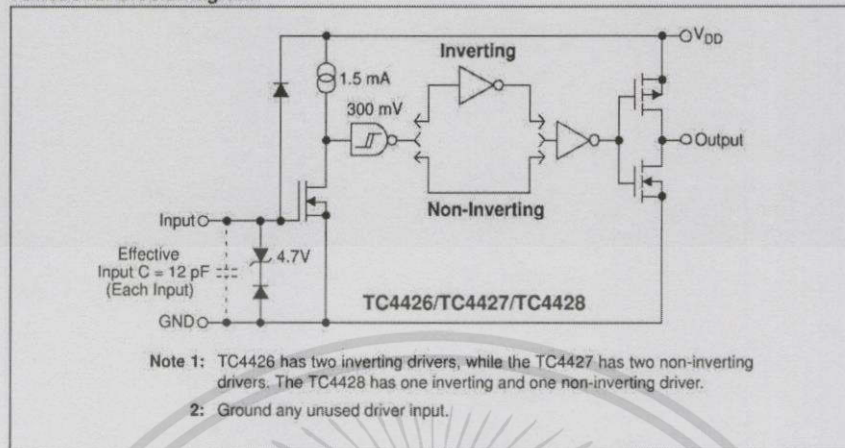 V_DD
Inverting
1.5 mA
300 mV
Output
Non-Inverting
Input
Effective
Input C = 12 pF
(Each Input)
4.7V
TC4426/TC4427/TC4428
GND
Note 1: TC4426 has two inverting drivers, while the TC4427 has two non-inverting
drivers. The TC4428 has one inverting and one non-inverting driver.
2: Ground any unused driver input.